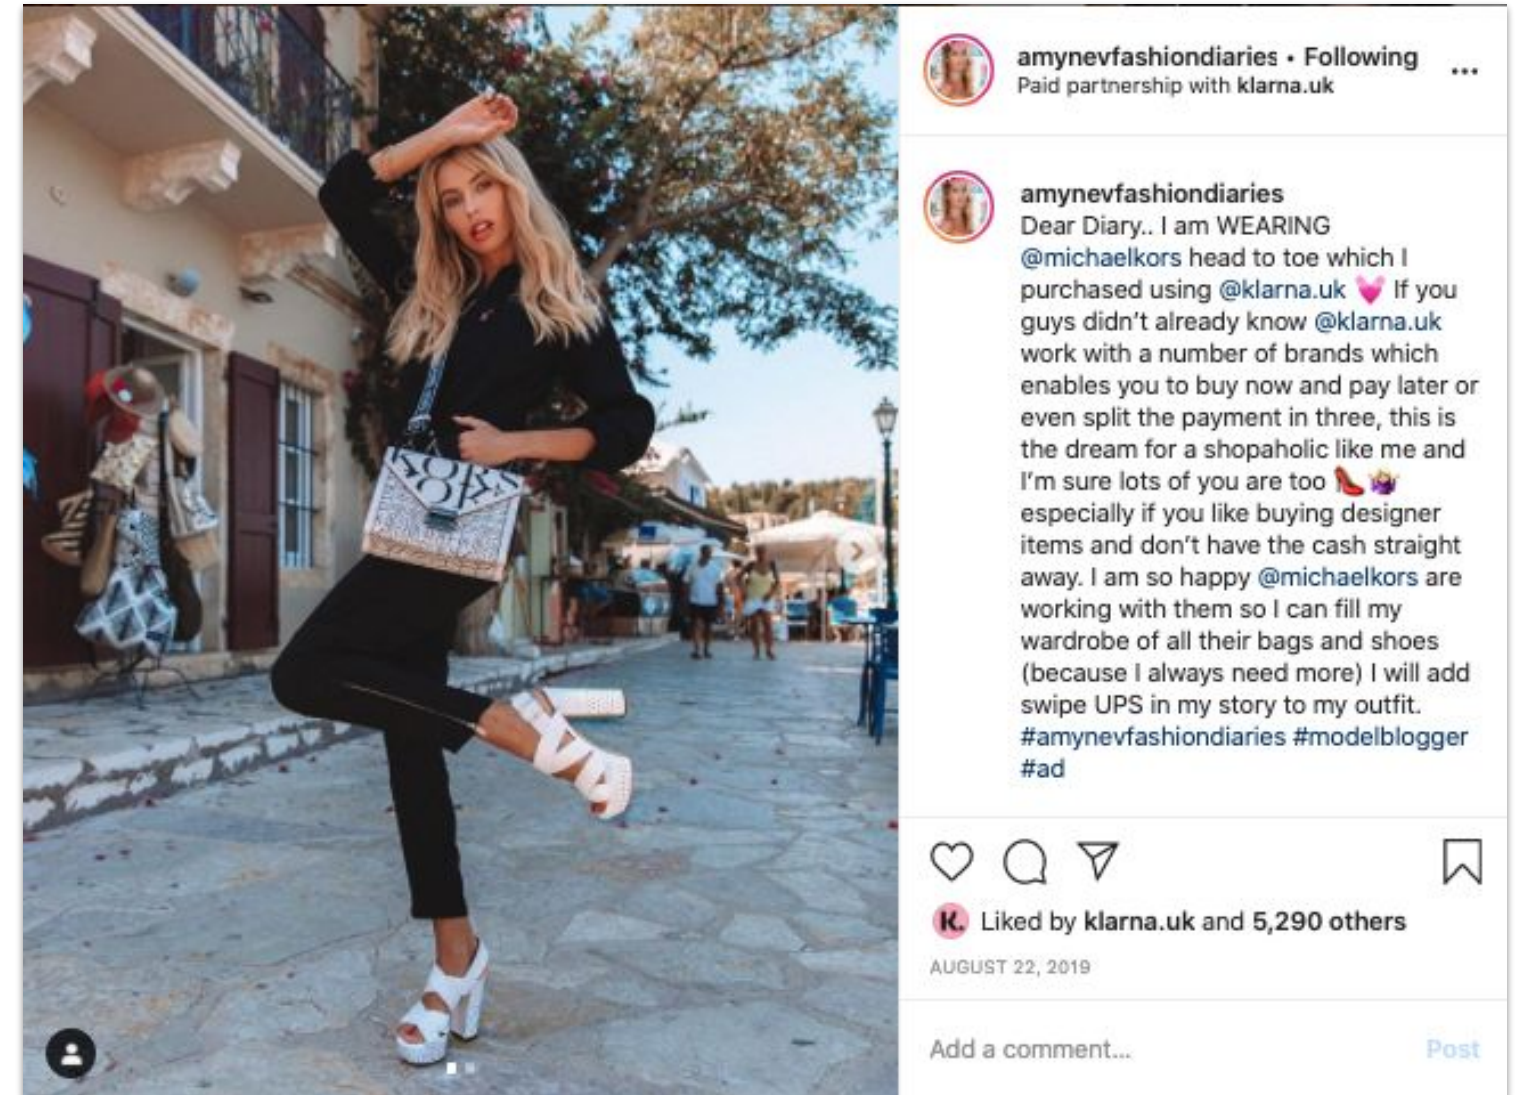 amynevfashiondiaries • Following
Paid partnership with klarna.uk
amynevfashiondiaries
Dear Diary.. I am WEARING
@michaelkors head to toe which I
purchased using @klarna.uk 💓 If you
guys didn't already know @klarna.uk
work with a number of brands which
enables you to buy now and pay later or
even split the payment in three, this is
the dream for a shopaholic like me and
I'm sure lots of you are too 👠🤷‍♀️
especially if you like buying designer
items and don't have the cash straight
away. I am so happy @michaelkors are
working with them so I can fill my
wardrobe of all their bags and shoes
(because I always need more) I will add
swipe UPS in my story to my outfit.
#amynevfashiondiaries #modelblogger
#ad
K.
Liked by klarna.uk and 5,290 others
AUGUST 22, 2019
Add a comment...
Post